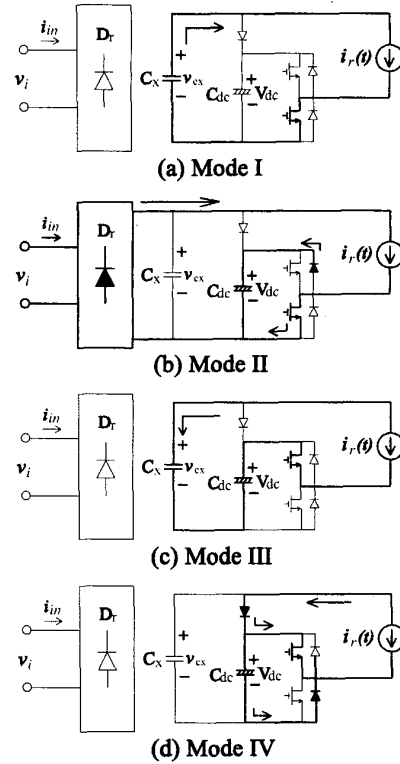 i_in D_r C_x + v_cx − C_dc + V_dc − i_r(t)
v_i
(a) Mode I
i_in D_r C_x + v_cx − C_dc + V_dc − i_r(t)
v_i
(b) Mode II
i_in D_r C_x + v_cx − C_dc + V_dc − i_r(t)
v_i
(c) Mode III
i_in D_r C_x + v_cx − C_dc + V_dc − i_r(t)
v_i
(d) Mode IV